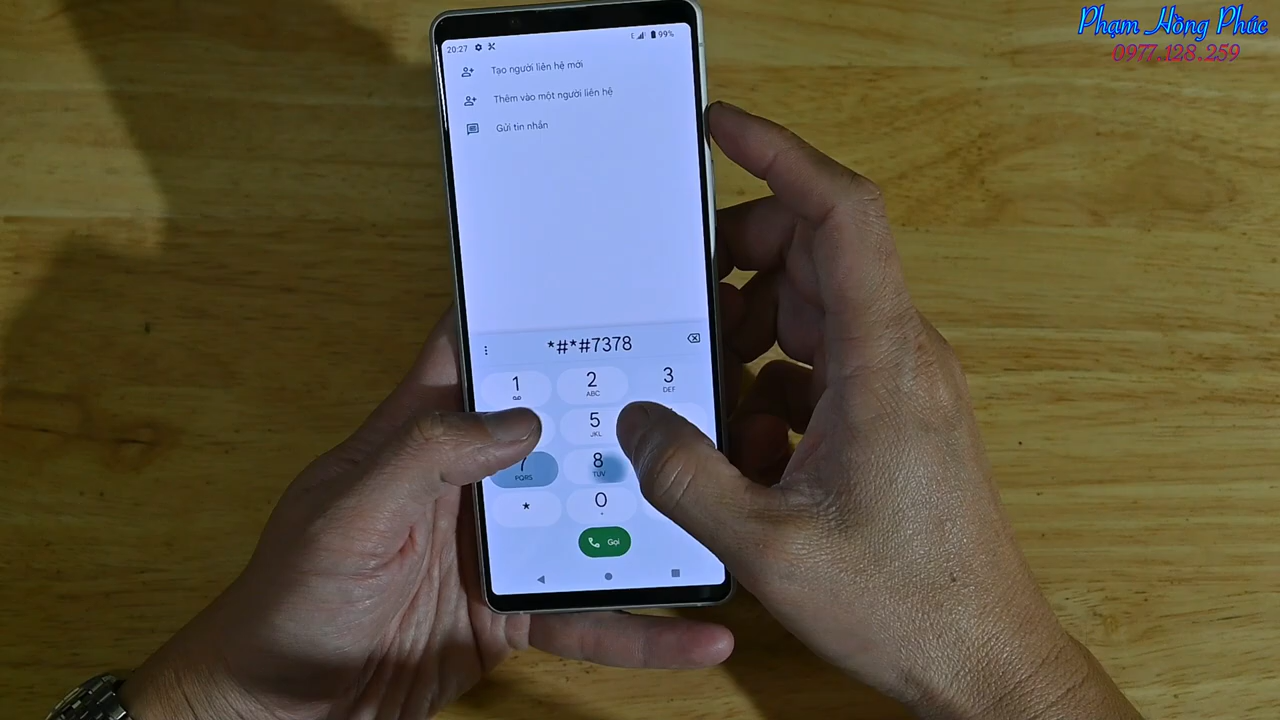 Phạm Hồng Phúc
0977.128.259
20:27
E
99%
Tạo người liên hệ mới
Thêm vào một người liên hệ
Gửi tin nhắn
*#*#7378
1
2
ABC
3
DEF
5
JKL
7
PQRS
8
TUV
*
0
+
Gọi